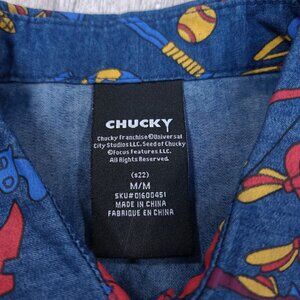 CHUCKY
Chucky franchise ©Universal
City Studios LLC. Seed of Chucky
©Focus Features LLC.
All Rights Reserved.
(s22)
M/M
SKU#01600451
MADE IN CHINA
FABRIQUE EN CHINE